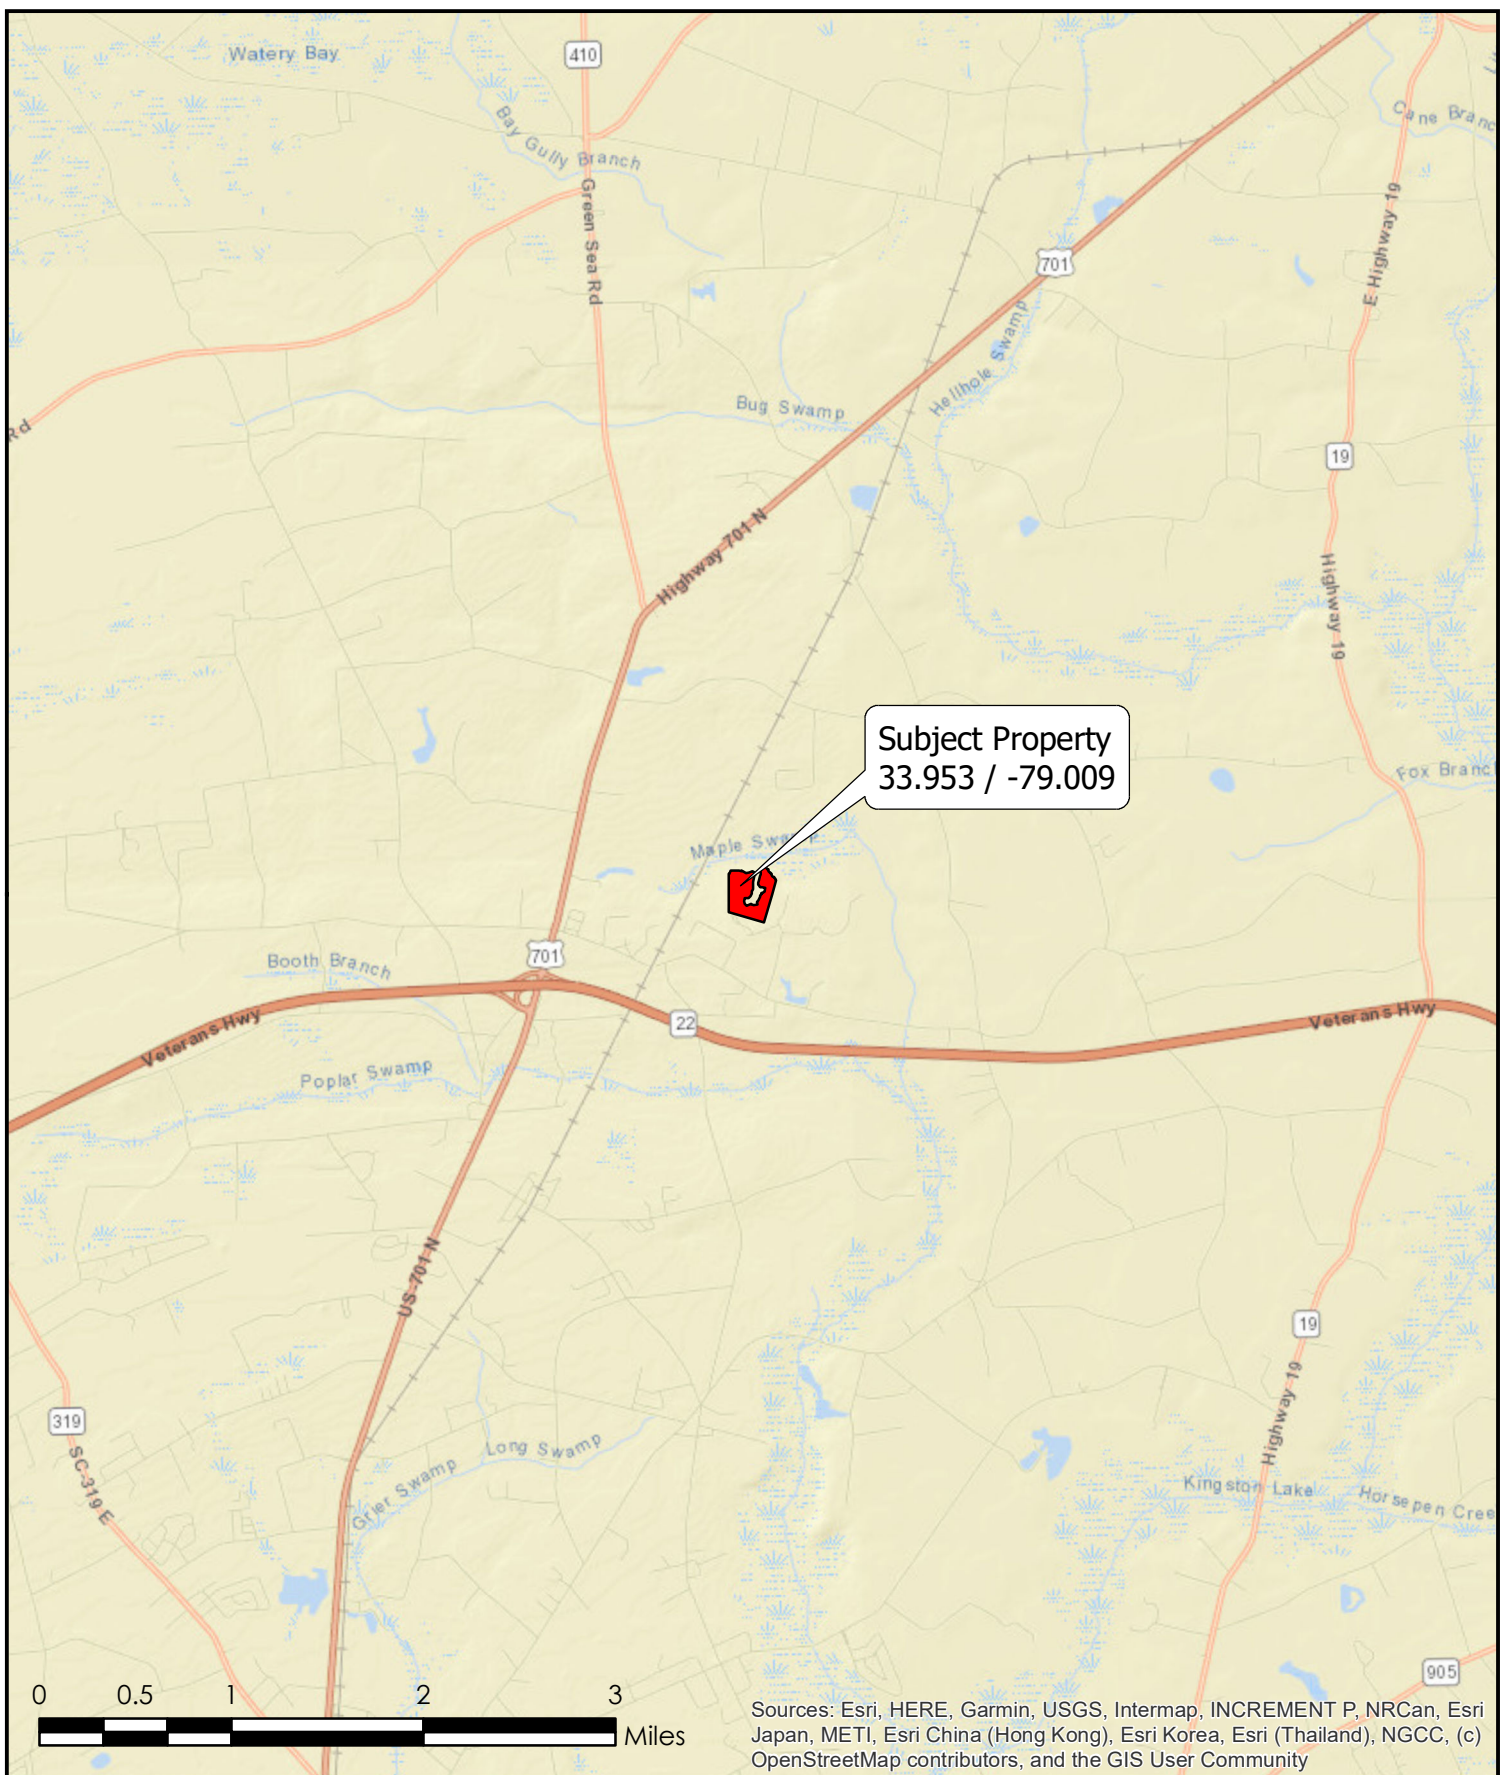 Watery Bay
410
Bay Gully Branch
Cane Branc
Green Sea Rd
E Highway 19
701
Hellhole Swamp
Bug Swamp
Rd
19
Highway 701 N
Highway 19
Subject Property
33.953 / -79.009
Fox Branc
Maple Swamp
701
Booth Branch
22
Veterans Hwy
Veterans Hwy
Poplar Swamp
US-701 N
19
Highway 19
319
SC-319 E
Long Swamp
Grier Swamp
Kingston Lake
Horsepen Cree
905
0 0.5 1 2 3
Miles
Sources: Esri, HERE, Garmin, USGS, Intermap, INCREMENT P, NRCan, Esri
Japan, METI, Esri China (Hong Kong), Esri Korea, Esri (Thailand), NGCC, (c)
OpenStreetMap contributors, and the GIS User Community